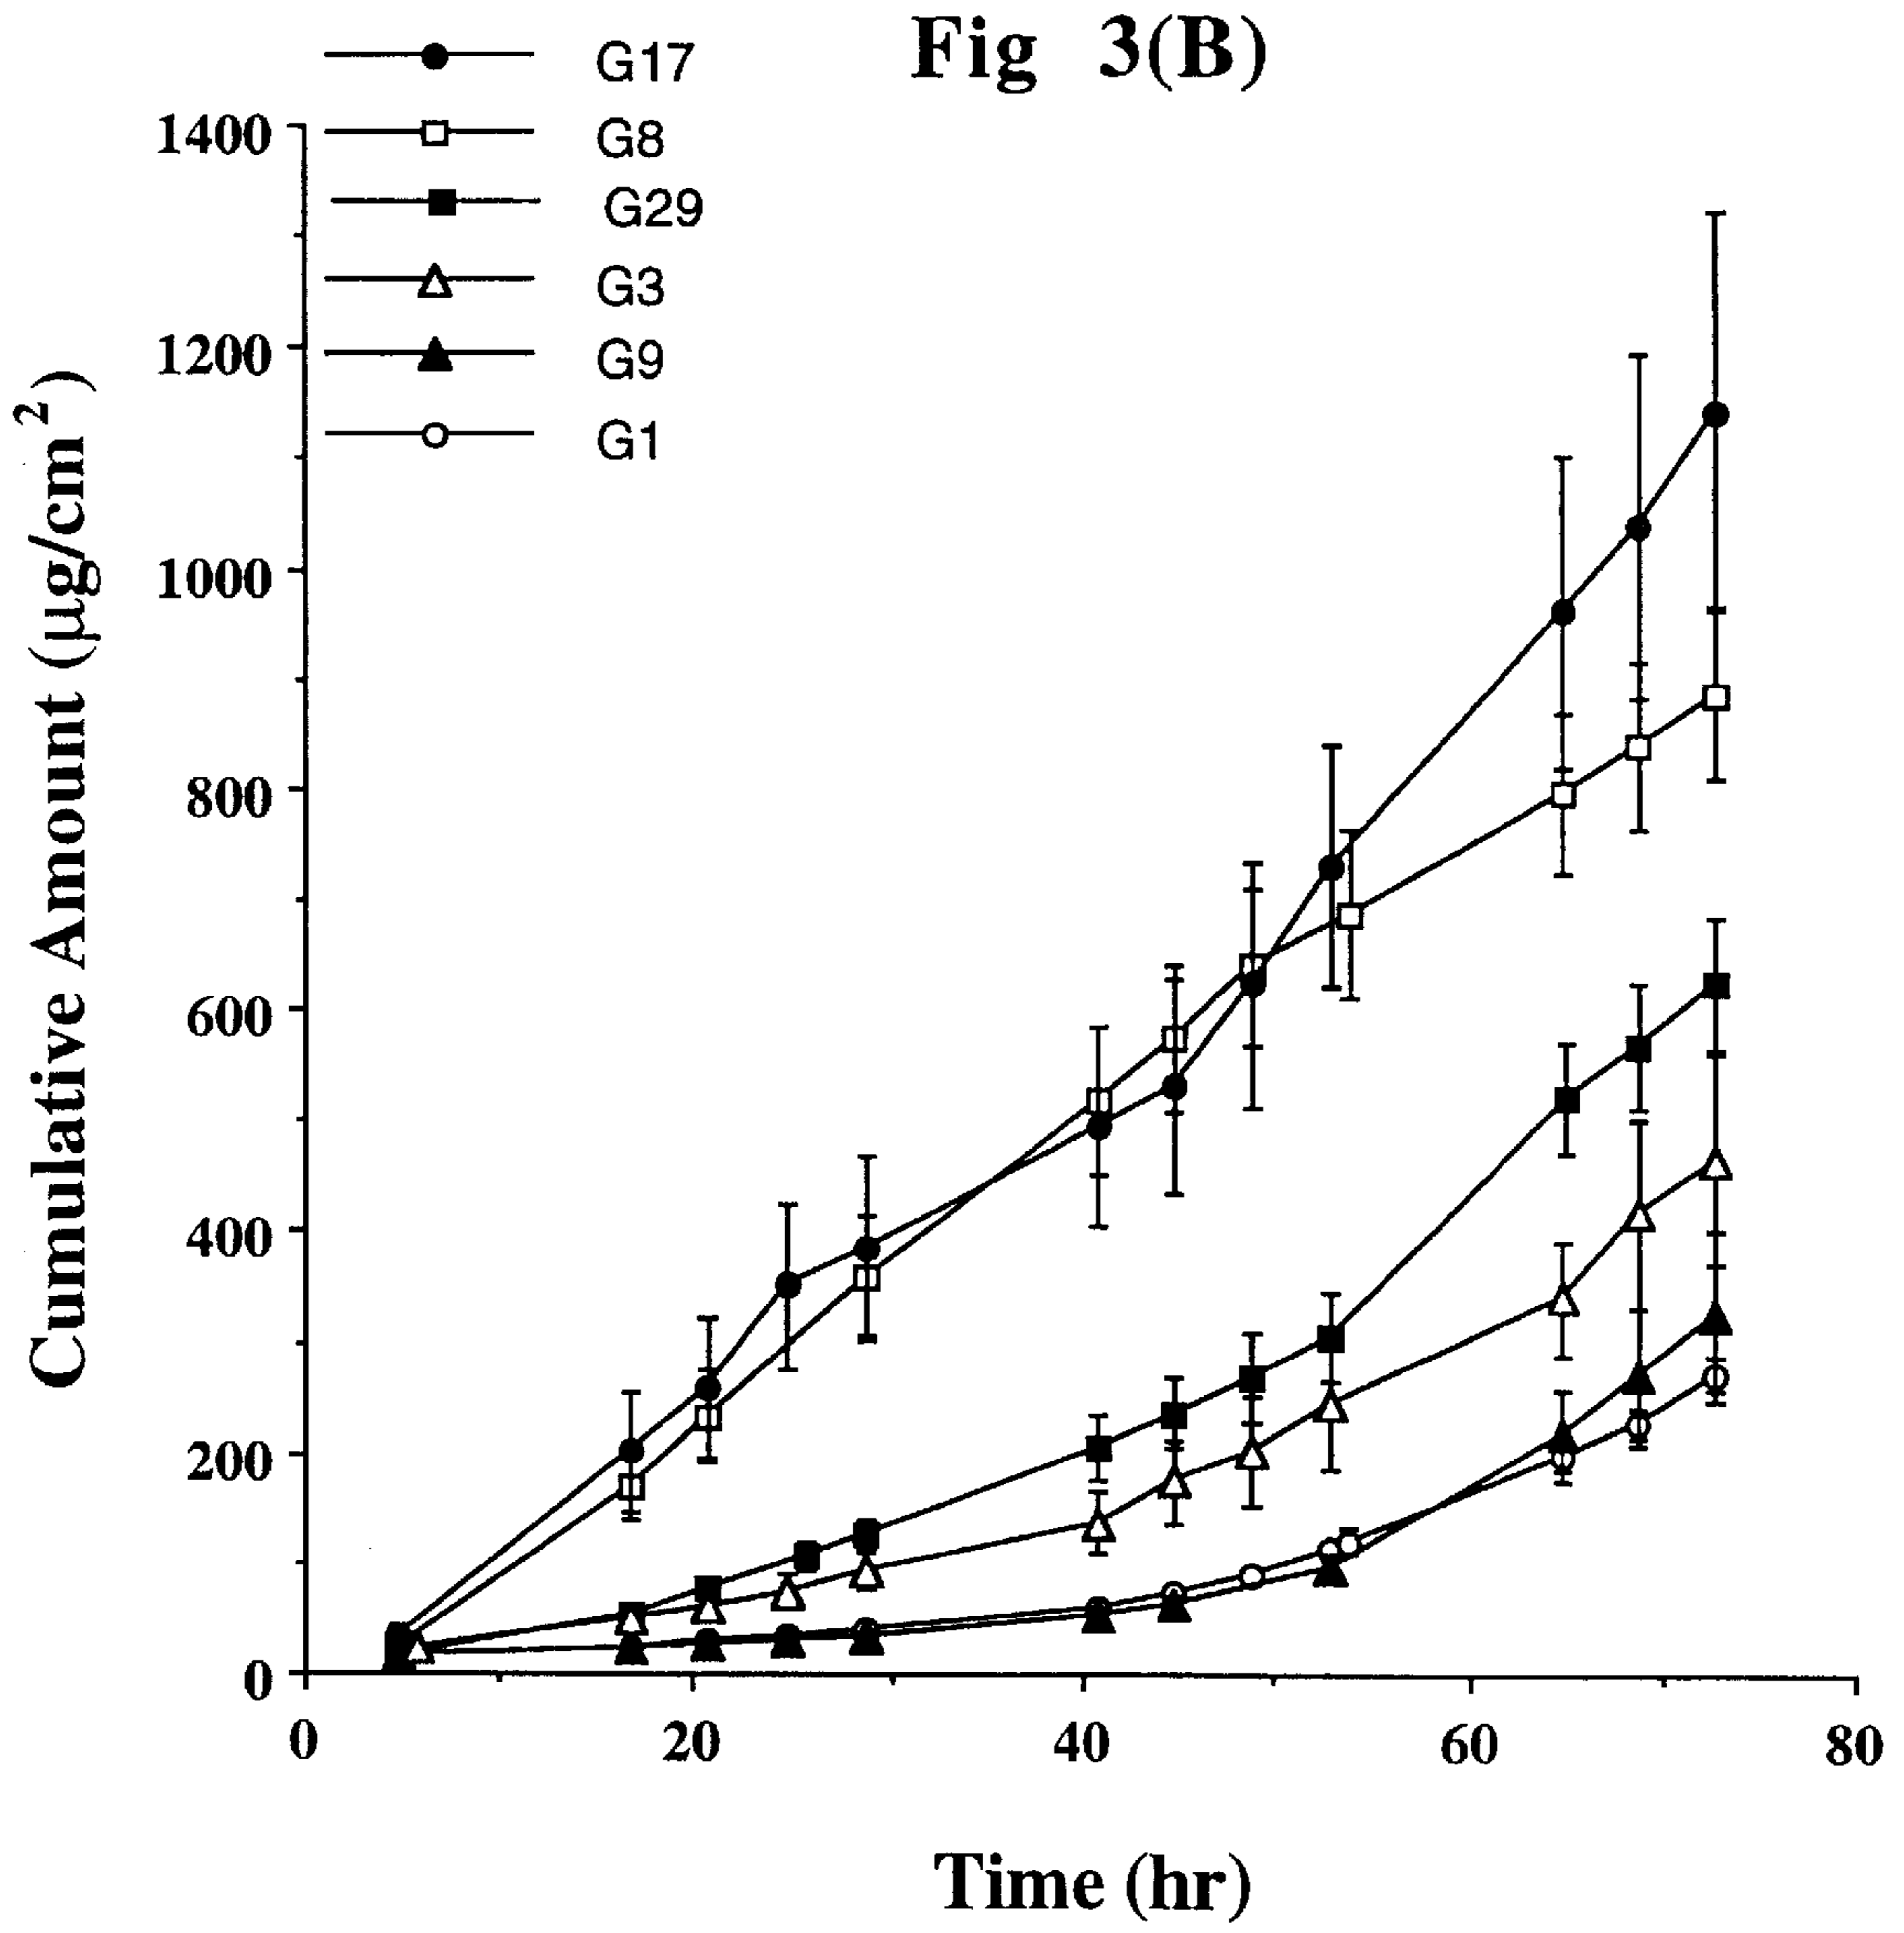 Fig 3(B)
G17
G8
G29
G3
G9
G1
Cumulative Amount (µg/cm²)
1400
1200
1000
800
600
400
200
0
0 20 40 60 80
Time (hr)